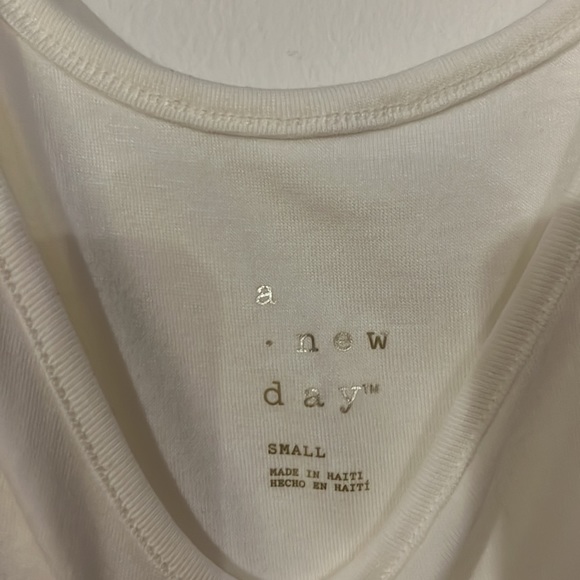 a
· new
day™
SMALL
MADE IN HAITI
HECHO EN HAITÍ